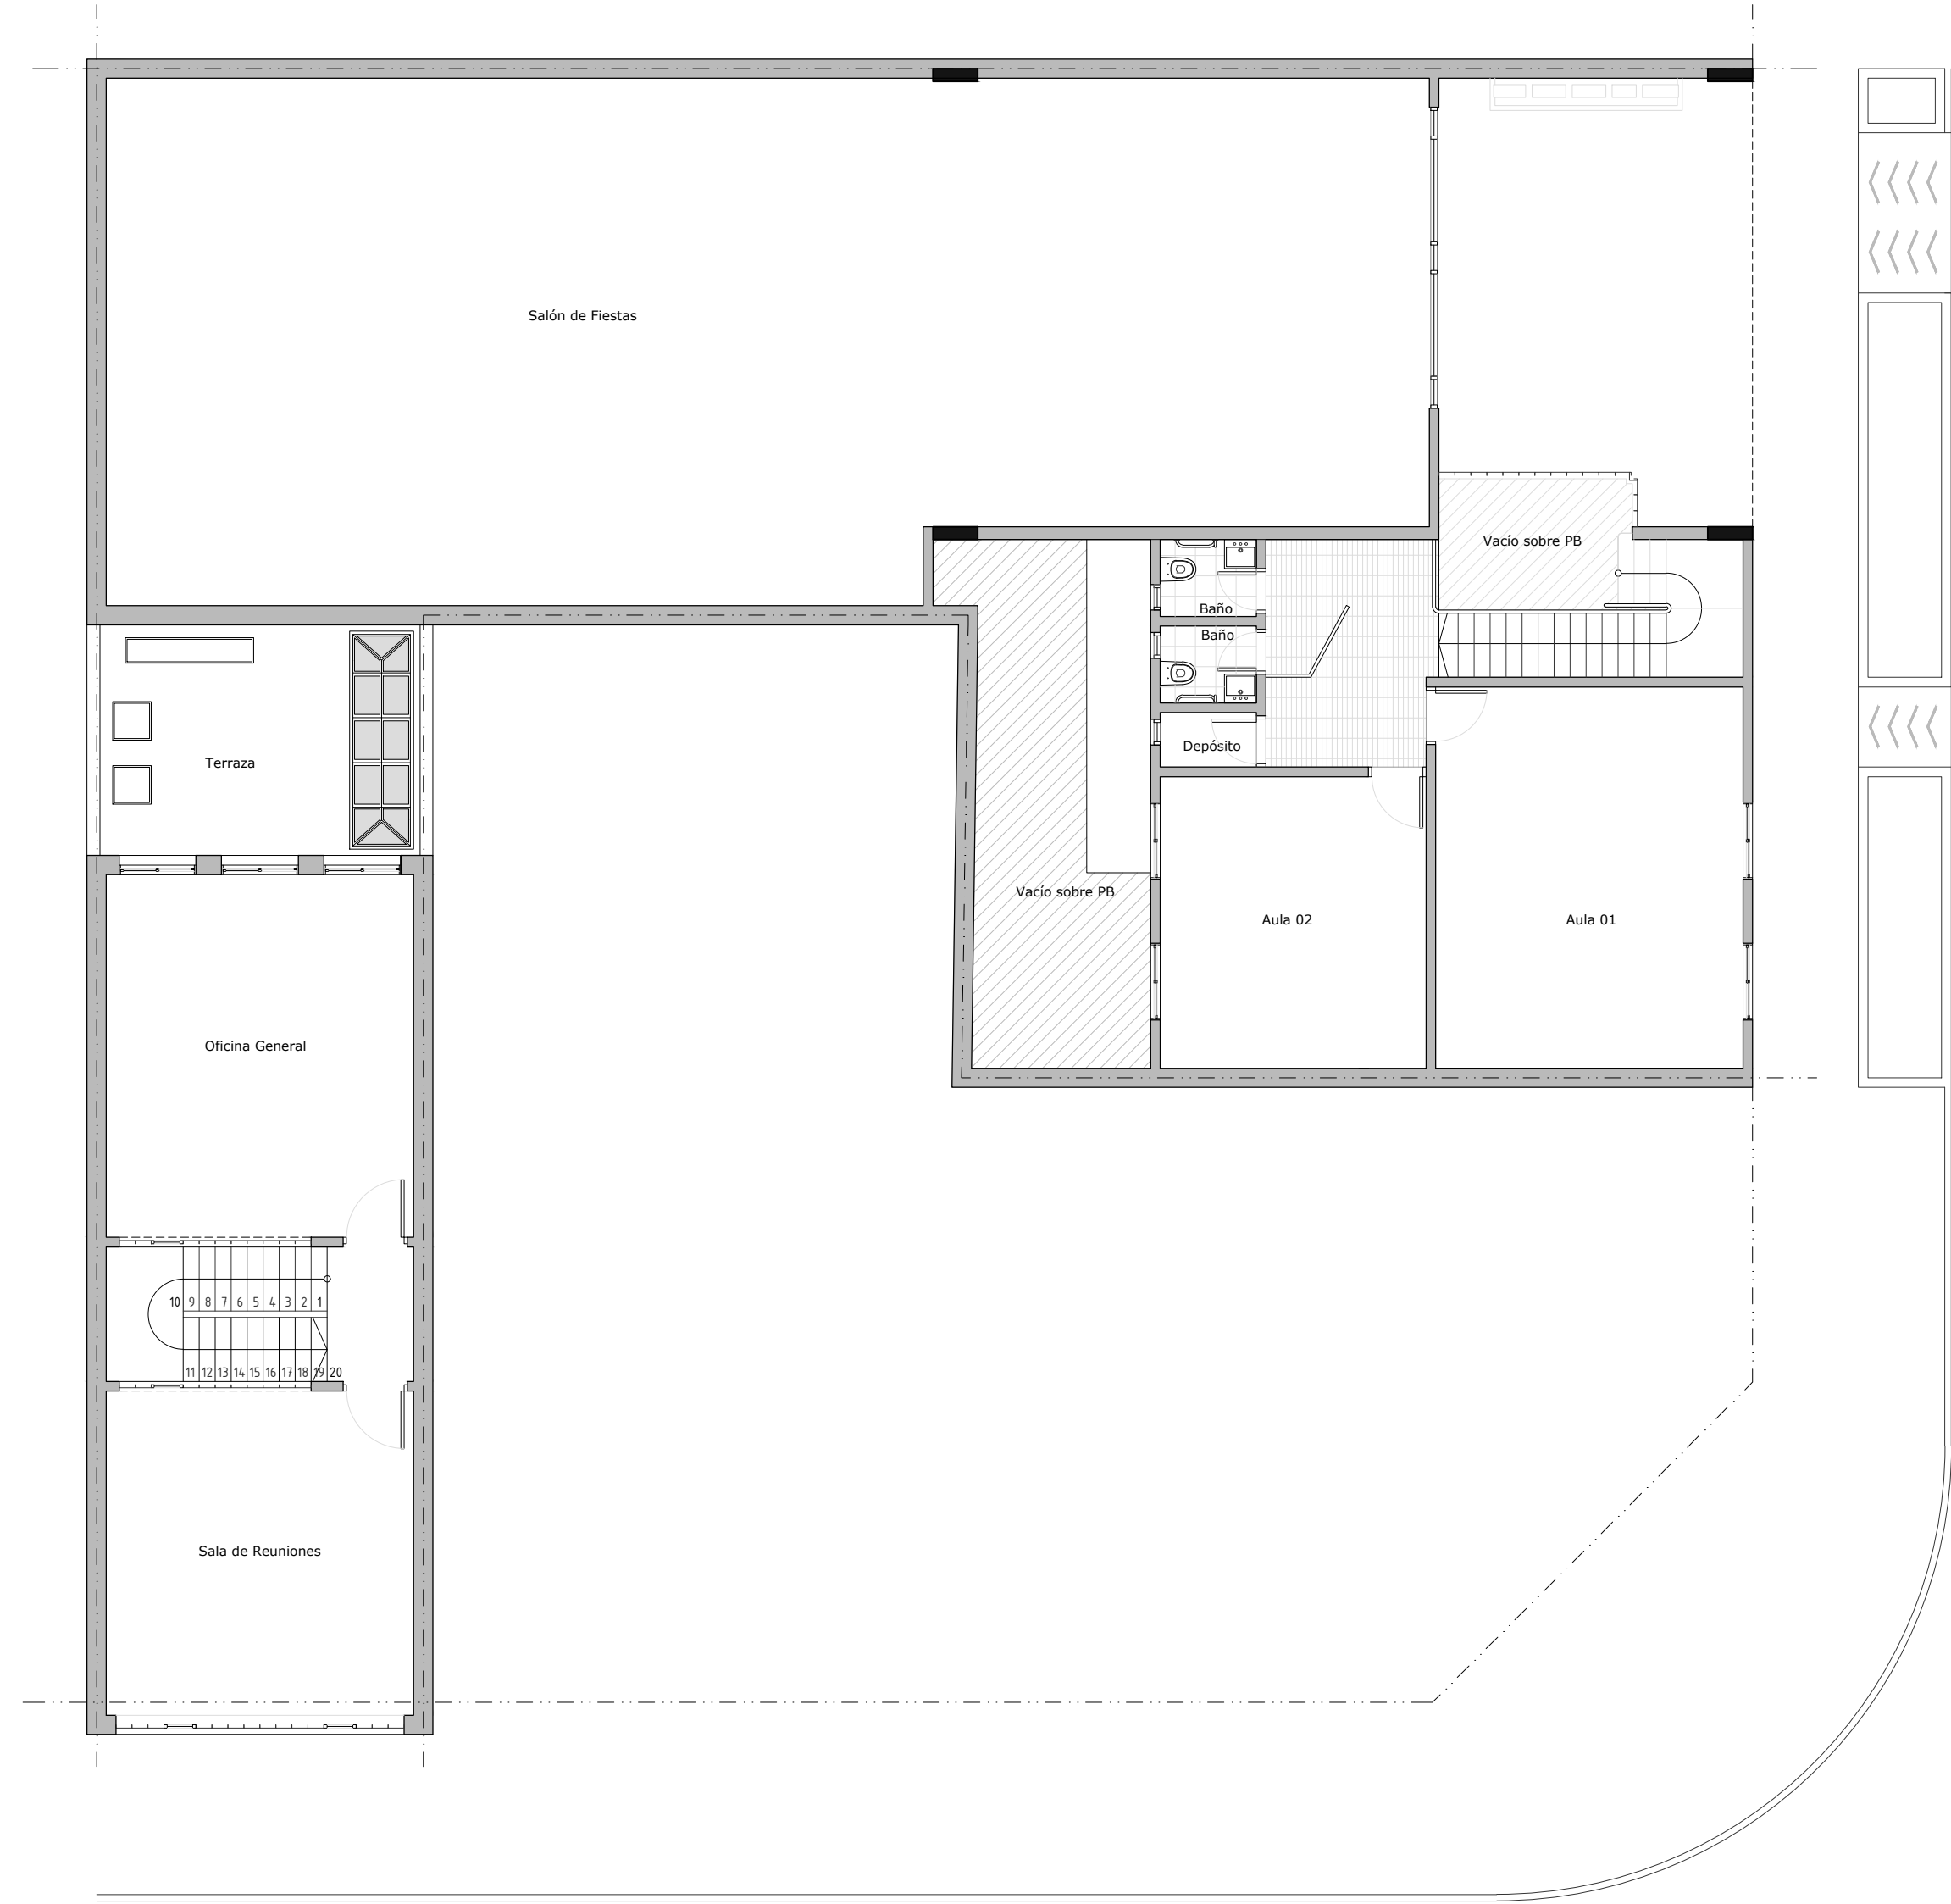 Salón de Fiestas
Vacío sobre PB
Baño
Baño
Depósito
Terraza
Vacío sobre PB
Aula 02
Aula 01
Oficina General
10 9 8 7 6 5 4 3 2 1
11 12 13 14 15 16 17 18 19 20
Sala de Reuniones